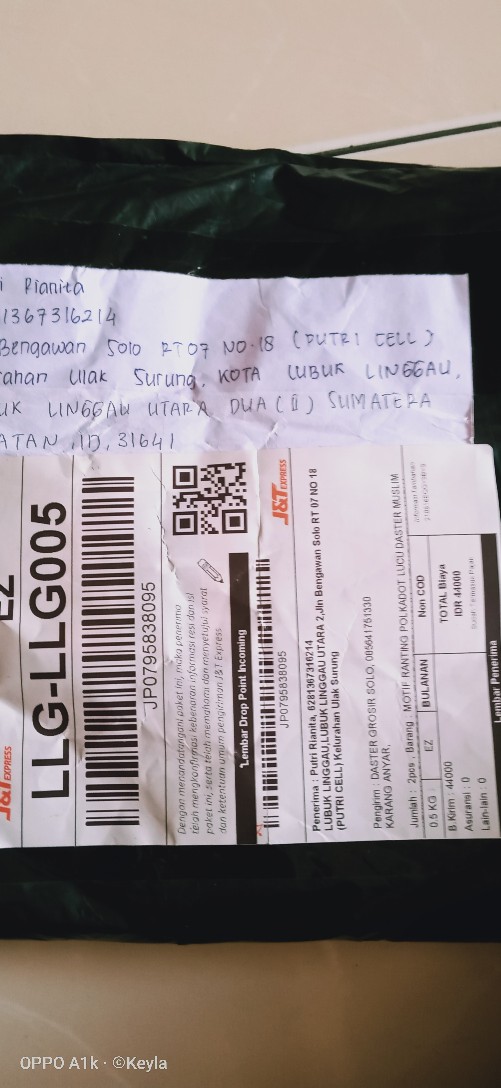 i Rianita
1367316214
Bengawan Solo RT 07 NO.18 (PUTRI CELL)
rahan Ulak Surung, KOTA LUBUK LINGGAU,
UK LINGGAU UTARA DUA (II) SUMATERA
ATAN, ID, 31641
EZ
J&T EXPRESS
LLG-LLG005
JP0795838095
Dengan menandatangani paket ini, maka penerima
telah mengkonfirmasi kebenaran informasi resi dan isi
paket ini, serta telah memahami dan menyetujui syarat
dan ketentuan umum pengiriman J&T Express
Lembar Drop Point Incoming
J&T EXPRESS
JP0795838095
Penerima : Putri Rianita, 6281367316214
LUBUK LINGGAU,LUBUK LINGGAU UTARA 2,Jln Bengawan Solo RT 07 NO 18
(PUTRI CELL) Kelurahan Ulak Surung
Pengirim : DASTER GROSIR SOLO, 085641761330
KARANG ANYAR,
Jumlah : 2pcs , Barang : MOTIF RANTING POLKADOT LUCU DASTER MUSLIM
0.5 KG EZ BULANAN Non COD
B.Kirim : 44000
Asuransi : 0
Lain-lain : 0
TOTAL Biaya
IDR 44000
Lembar Penerima
OPPO A1k · ©Keyla